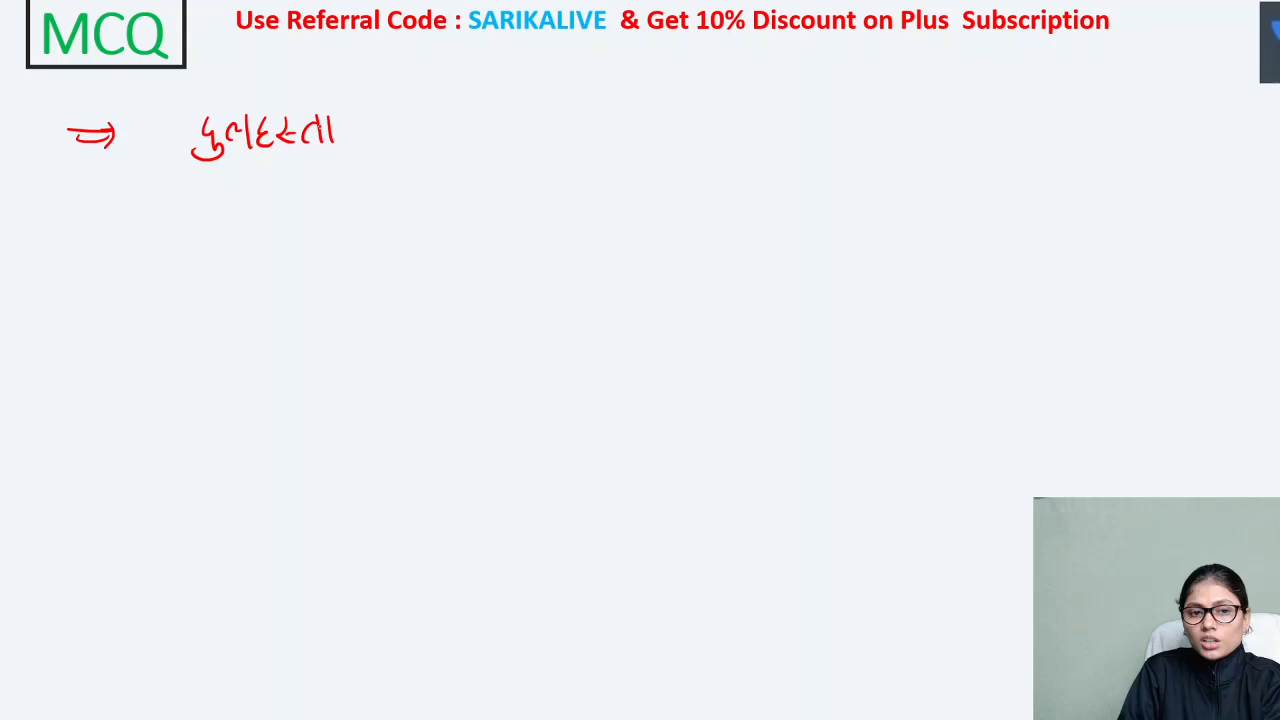 MCQ
Use Referral Code : SARIKALIVE & Get 10% Discount on Plus Subscription
⇒